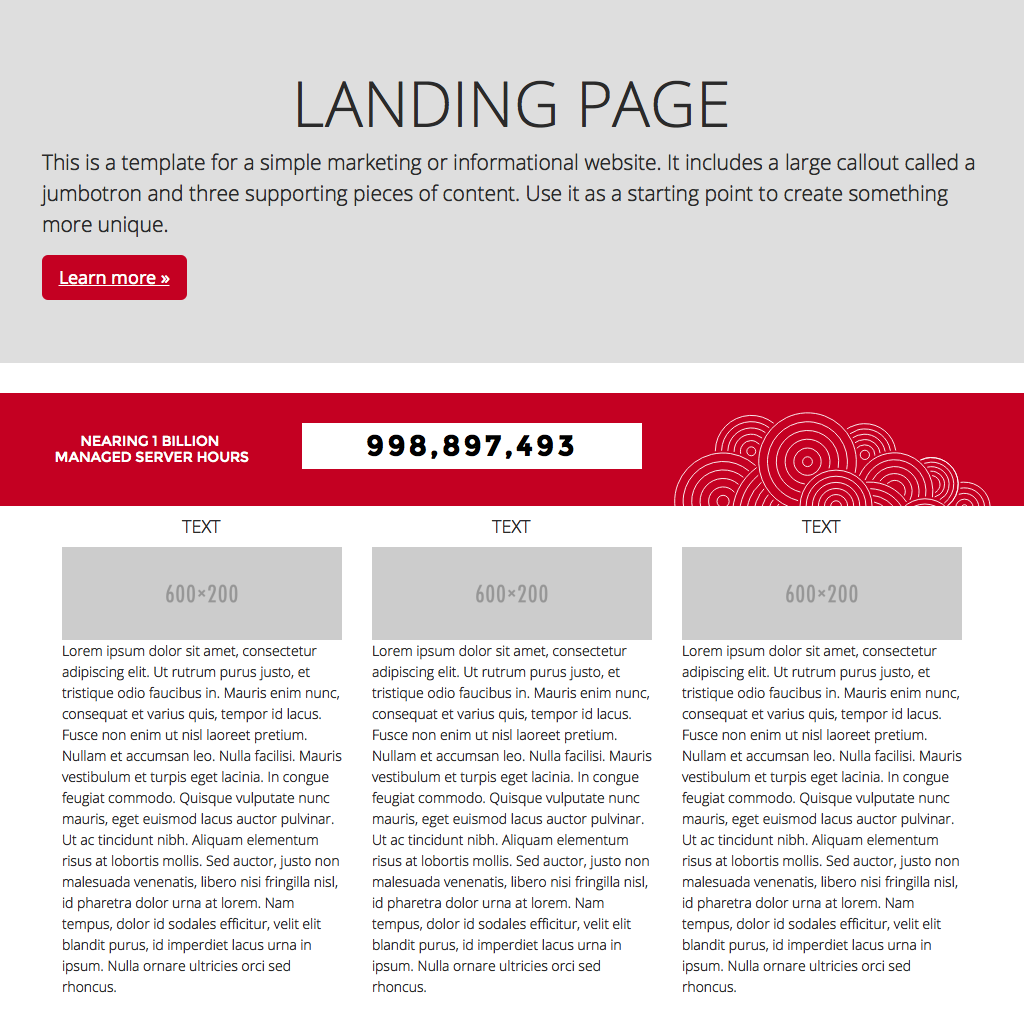 LANDING PAGE
This is a template for a simple marketing or informational website. It includes a large callout called a
jumbotron and three supporting pieces of content. Use it as a starting point to create something
more unique.
Learn more »
NEARING 1 BILLION
MANAGED SERVER HOURS
998,897,493
TEXT
600×200
Lorem ipsum dolor sit amet, consectetur
adipiscing elit. Ut rutrum purus justo, et
tristique odio faucibus in. Mauris enim nunc,
consequat et varius quis, tempor id lacus.
Fusce non enim ut nisl laoreet pretium.
Nullam et accumsan leo. Nulla facilisi. Mauris
vestibulum et turpis eget lacinia. In congue
feugiat commodo. Quisque vulputate nunc
mauris, eget euismod lacus auctor pulvinar.
Ut ac tincidunt nibh. Aliquam elementum
risus at lobortis mollis. Sed auctor, justo non
malesuada venenatis, libero nisi fringilla nisl,
id pharetra dolor urna at lorem. Nam
tempus, dolor id sodales efficitur, velit elit
blandit purus, id imperdiet lacus urna in
ipsum. Nulla ornare ultricies orci sed
rhoncus.
TEXT
600×200
Lorem ipsum dolor sit amet, consectetur
adipiscing elit. Ut rutrum purus justo, et
tristique odio faucibus in. Mauris enim nunc,
consequat et varius quis, tempor id lacus.
Fusce non enim ut nisl laoreet pretium.
Nullam et accumsan leo. Nulla facilisi. Mauris
vestibulum et turpis eget lacinia. In congue
feugiat commodo. Quisque vulputate nunc
mauris, eget euismod lacus auctor pulvinar.
Ut ac tincidunt nibh. Aliquam elementum
risus at lobortis mollis. Sed auctor, justo non
malesuada venenatis, libero nisi fringilla nisl,
id pharetra dolor urna at lorem. Nam
tempus, dolor id sodales efficitur, velit elit
blandit purus, id imperdiet lacus urna in
ipsum. Nulla ornare ultricies orci sed
rhoncus.
TEXT
600×200
Lorem ipsum dolor sit amet, consectetur
adipiscing elit. Ut rutrum purus justo, et
tristique odio faucibus in. Mauris enim nunc,
consequat et varius quis, tempor id lacus.
Fusce non enim ut nisl laoreet pretium.
Nullam et accumsan leo. Nulla facilisi. Mauris
vestibulum et turpis eget lacinia. In congue
feugiat commodo. Quisque vulputate nunc
mauris, eget euismod lacus auctor pulvinar.
Ut ac tincidunt nibh. Aliquam elementum
risus at lobortis mollis. Sed auctor, justo non
malesuada venenatis, libero nisi fringilla nisl,
id pharetra dolor urna at lorem. Nam
tempus, dolor id sodales efficitur, velit elit
blandit purus, id imperdiet lacus urna in
ipsum. Nulla ornare ultricies orci sed
rhoncus.